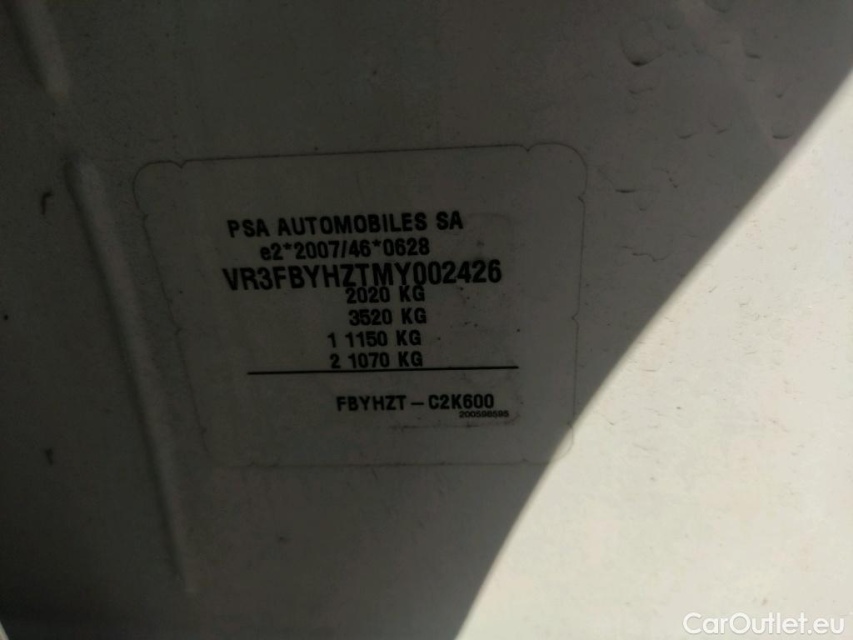 PSA AUTOMOBILES SA
e2*2007/46*0628
VR3FBYHZTMY002426
2020 KG
3520 KG
1 1150 KG
2 1070 KG
FBYHZT-C2K600
200598595
CarOutlet.eu